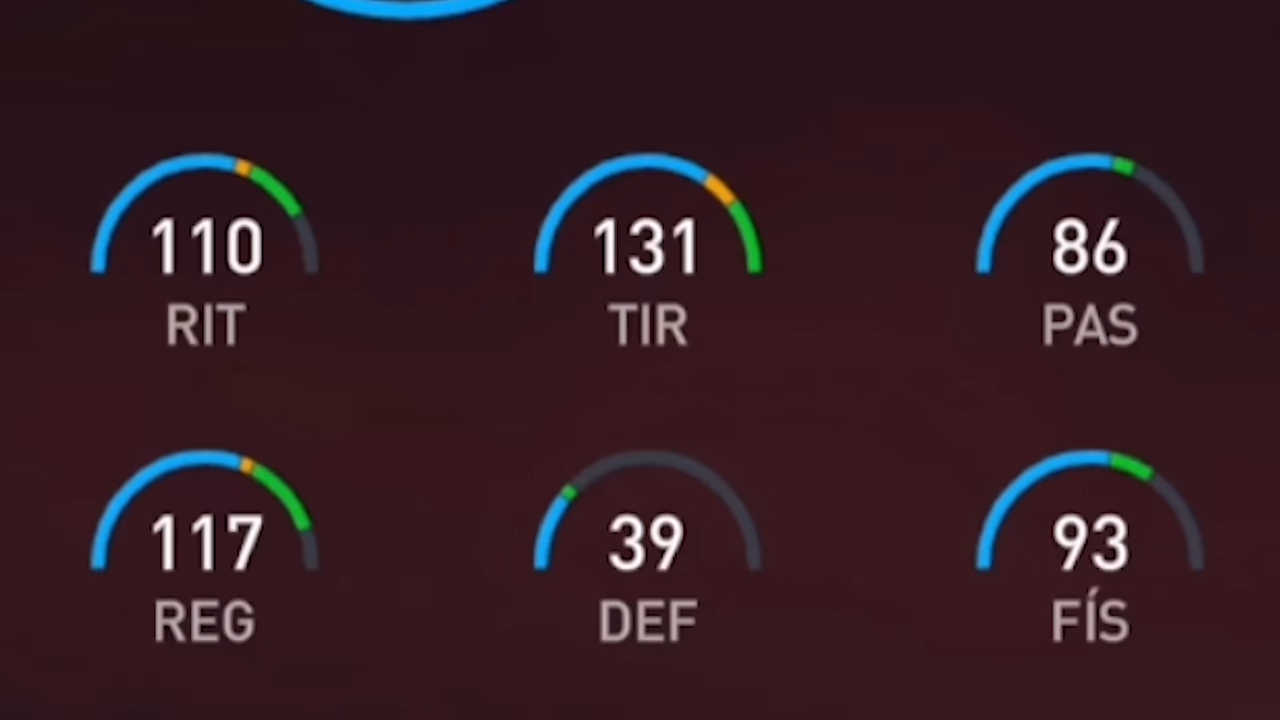 110 131 86
RIT TIR PAS
117 39 93
REG DEF FÍS